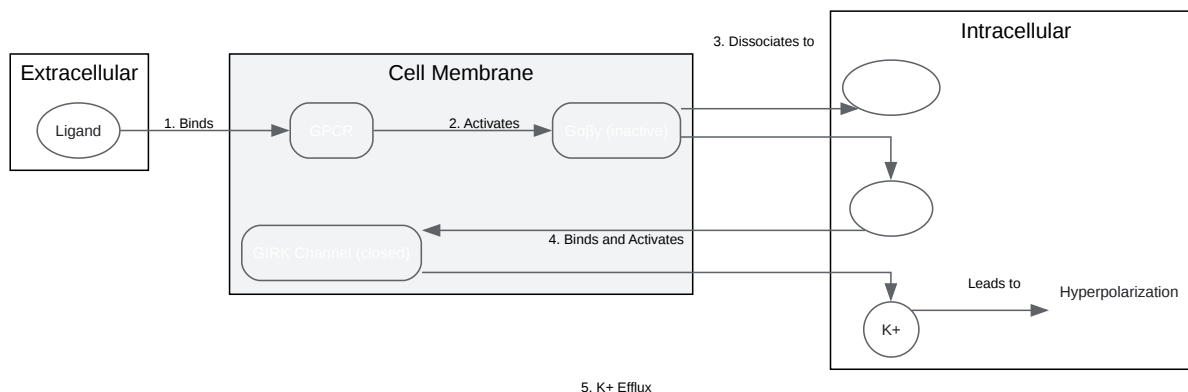 Extracellular
Ligand
1. Binds
Cell Membrane
GPCR
2. Activates
Gαβγ (inactive)
3. Dissociates to
Intracellular
GIRK Channel (closed)
4. Binds and Activates
K+
Leads to
Hyperpolarization
5. K+ Efflux